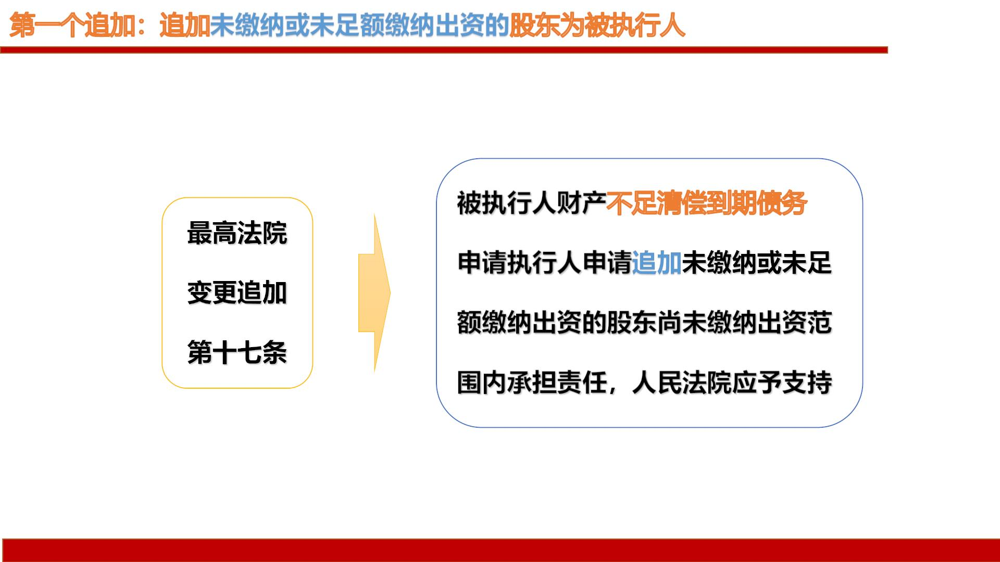 第一个追加：追加未缴纳或未足额缴纳出资的股东为被执行人
最高法院
变更追加
第十七条
被执行人财产不足清偿到期债务
申请执行人申请追加未缴纳或未足
额缴纳出资的股东尚未缴纳出资范
围内承担责任，人民法院应予支持